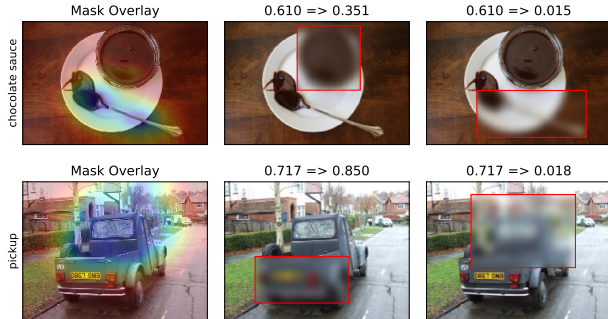 Mask Overlay
0.610 => 0.351
0.610 => 0.015
chocolate sauce
Mask Overlay
0.717 => 0.850
0.717 => 0.018
pickup